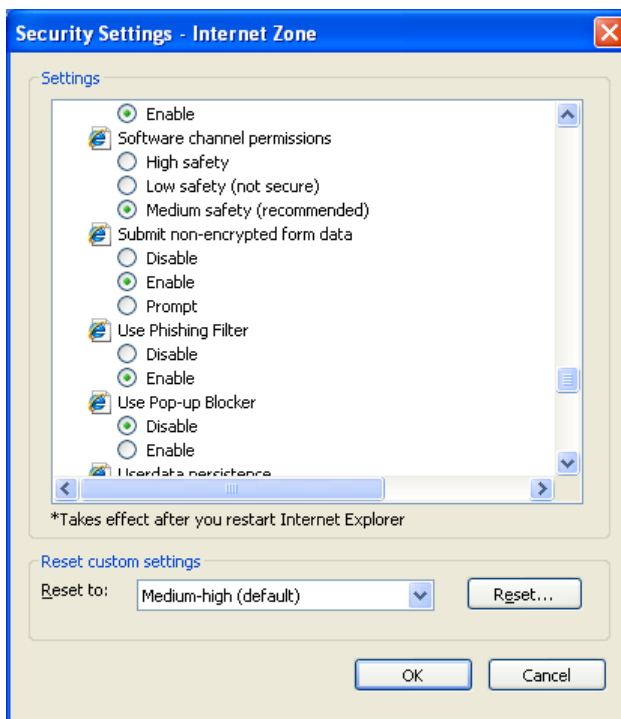 Security Settings - Internet Zone
Settings
Enable
Software channel permissions
High safety
Low safety (not secure)
Medium safety (recommended)
Submit non-encrypted form data
Disable
Enable
Prompt
Use Phishing Filter
Disable
Enable
Use Pop-up Blocker
Disable
Enable
Userdata persistence
*Takes effect after you restart Internet Explorer
Reset custom settings
Reset to: Medium-high (default) Reset...
OK Cancel